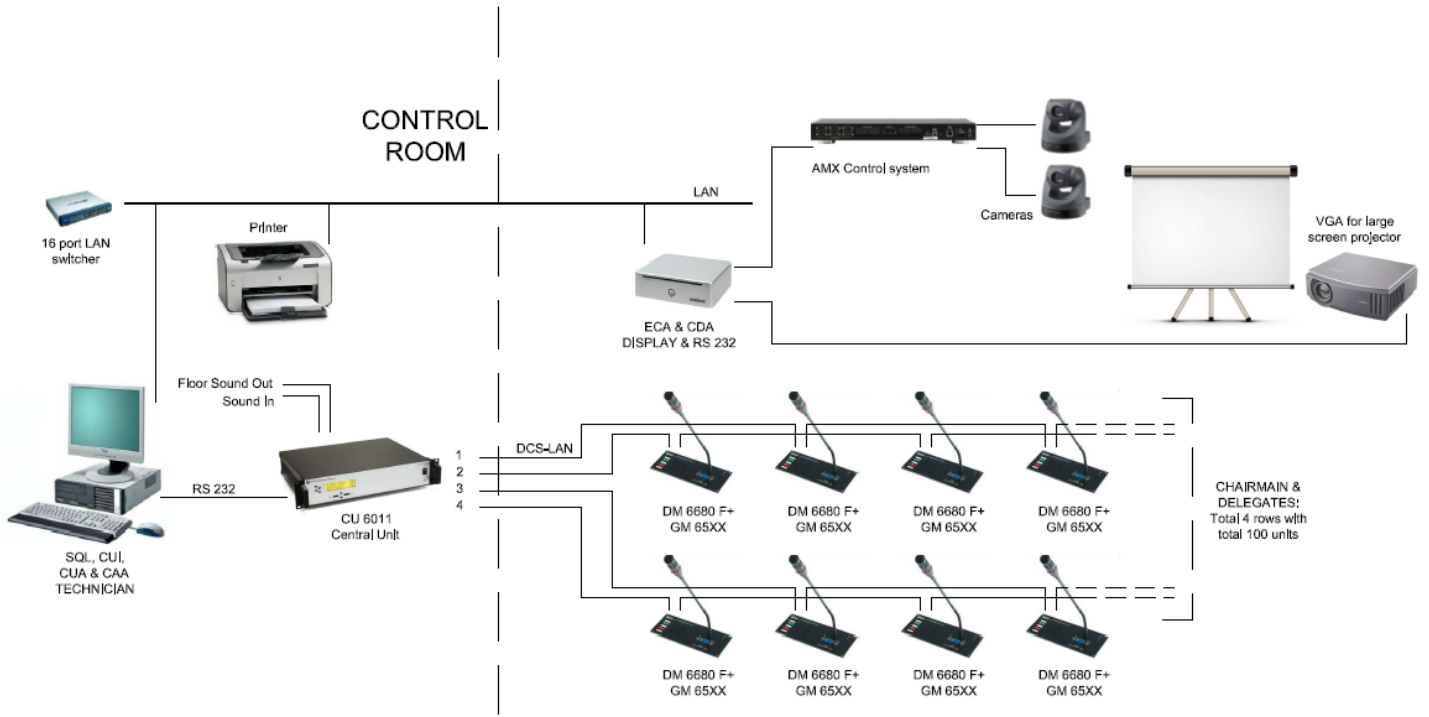 CONTROL
ROOM
LAN
AMX Control system
Cameras
VGA for large
screen projector
16 port LAN
switcher
Printer
ECA & CDA
DISPLAY & RS 232
Floor Sound Out
Sound In
RS 232
CU 6011
Central Unit
SQL, CUI,
CUA & CAA
TECHNICIAN
1
2
3
4
DCS-LAN
DM 6680 F+
GM 65XX
DM 6680 F+
GM 65XX
DM 6680 F+
GM 65XX
DM 6680 F+
GM 65XX
CHAIRMAIN &
DELEGATES:
Total 4 rows with
total 100 units
DM 6680 F+
GM 65XX
DM 6680 F+
GM 65XX
DM 6680 F+
GM 65XX
DM 6680 F+
GM 65XX